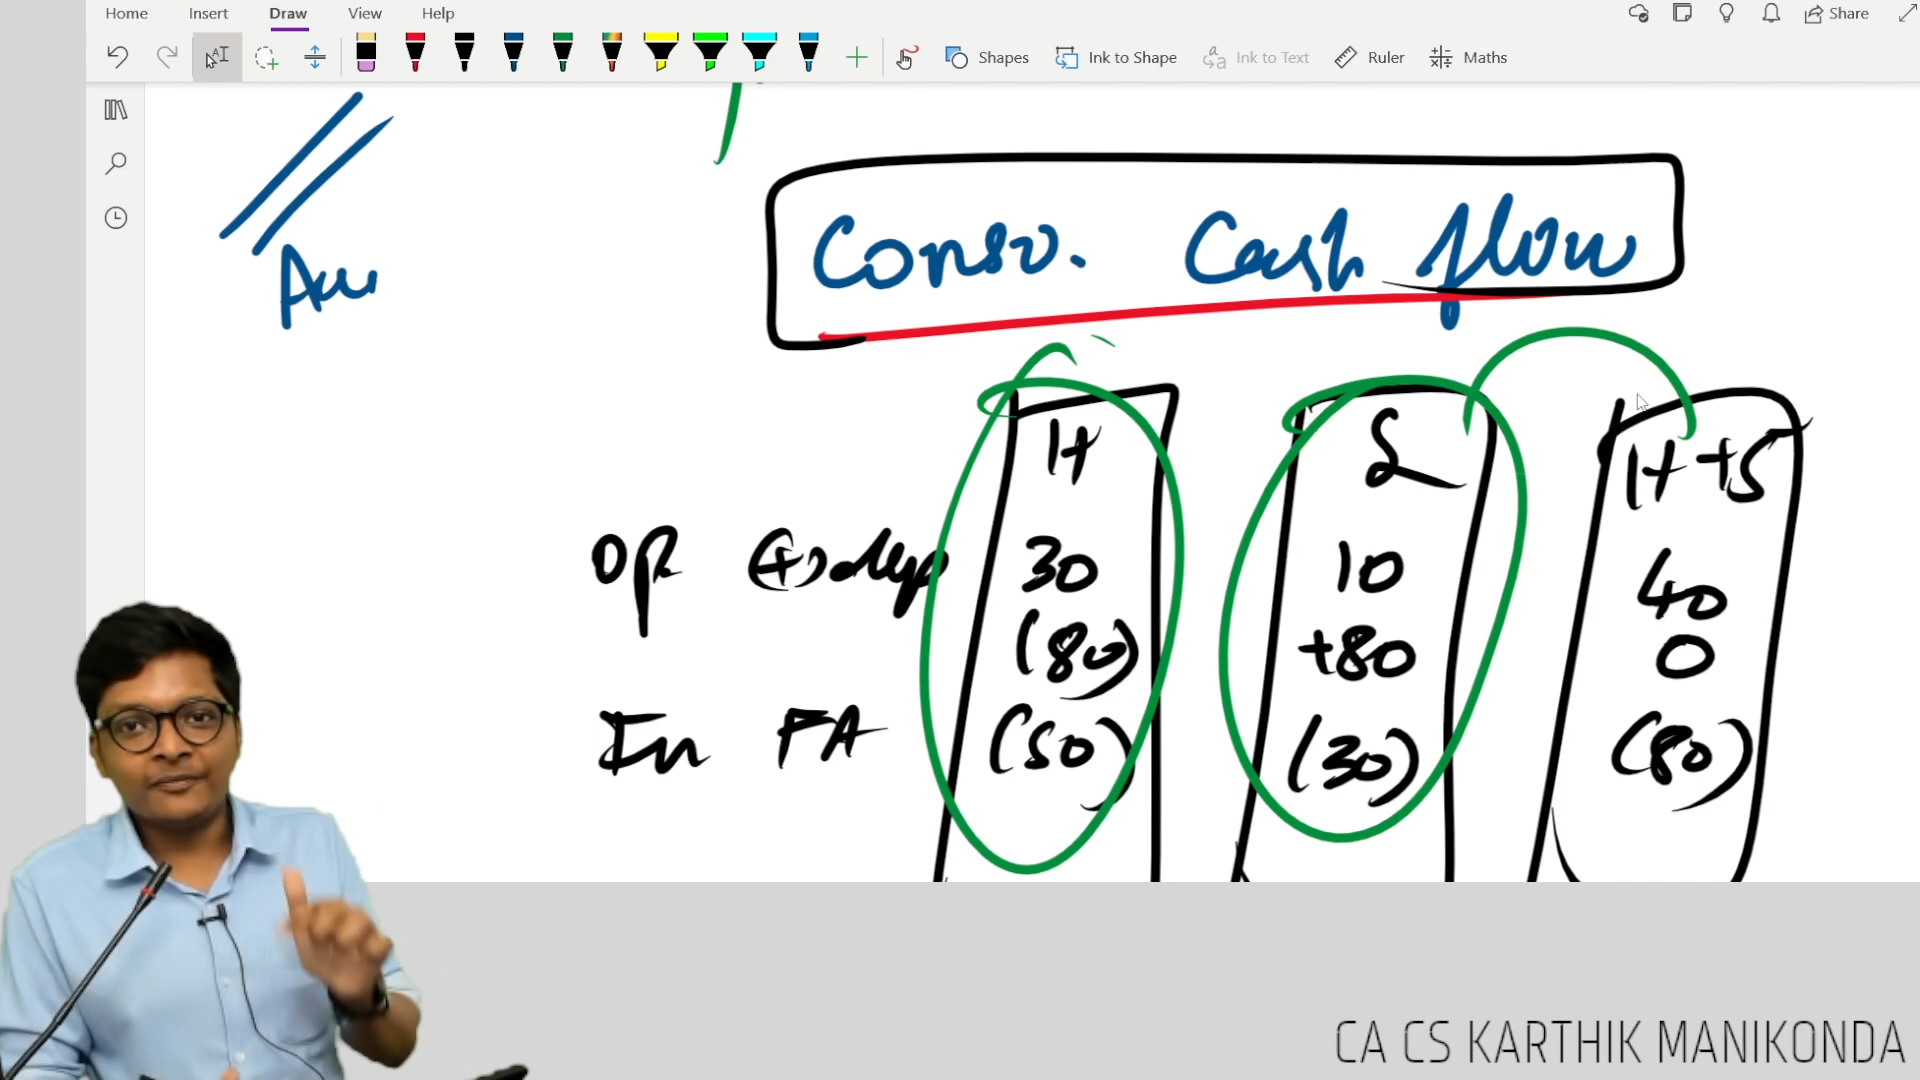 Home Insert Draw View Help Share
Shapes Ink to Shape Ink to Text Ruler Maths
Conso. Cash flow
H S H+S
OP (+) dep 30 10 40
(80) +80 0
In FA (50) (30) (80)
CA CS KARTHIK MANIKONDA